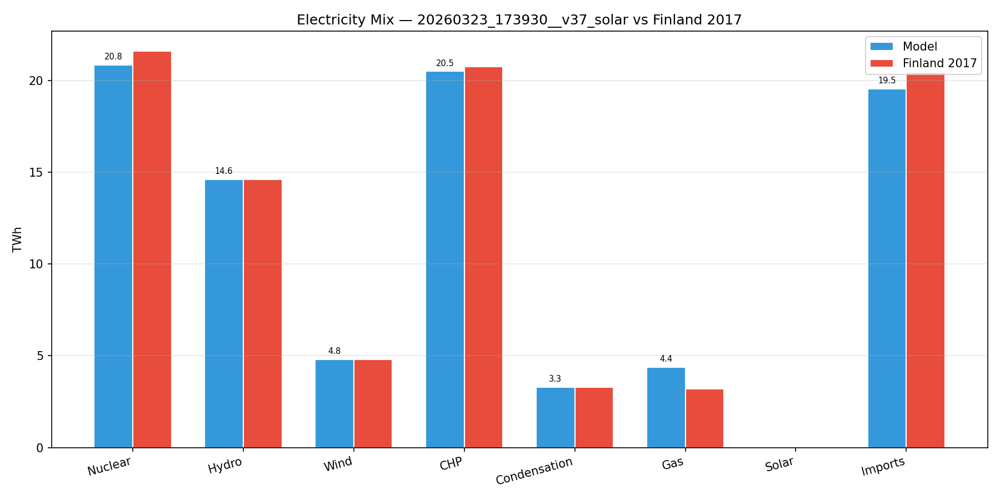 Electricity Mix — 20260323_173930__v37_solar vs Finland 2017
Model
Finland 2017
20.8
14.6
4.8
20.5
3.3
4.4
19.5
TWh
20
15
10
5
0
Nuclear
Hydro
Wind
CHP
Condensation
Gas
Solar
Imports